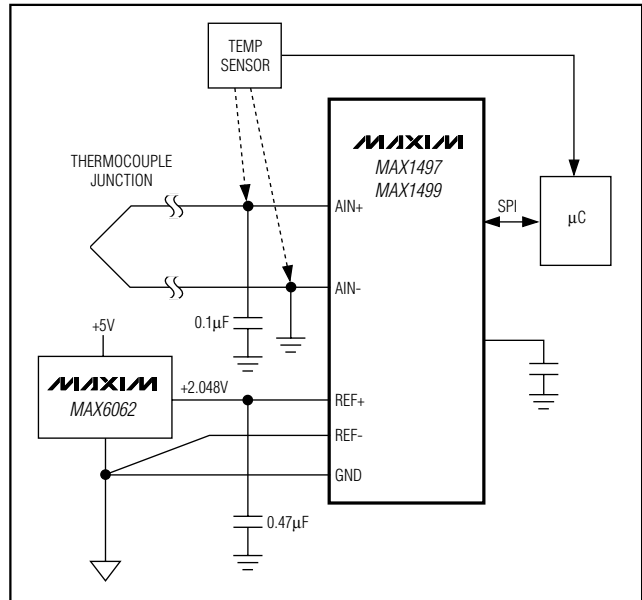 TEMP
SENSOR
THERMOCOUPLE
JUNCTION
MAXIM
MAX1497
MAX1499
AIN+
SPI
µC
AIN-
0.1µF
+5V
MAXIM
MAX6062
+2.048V
REF+
REF-
GND
0.47µF